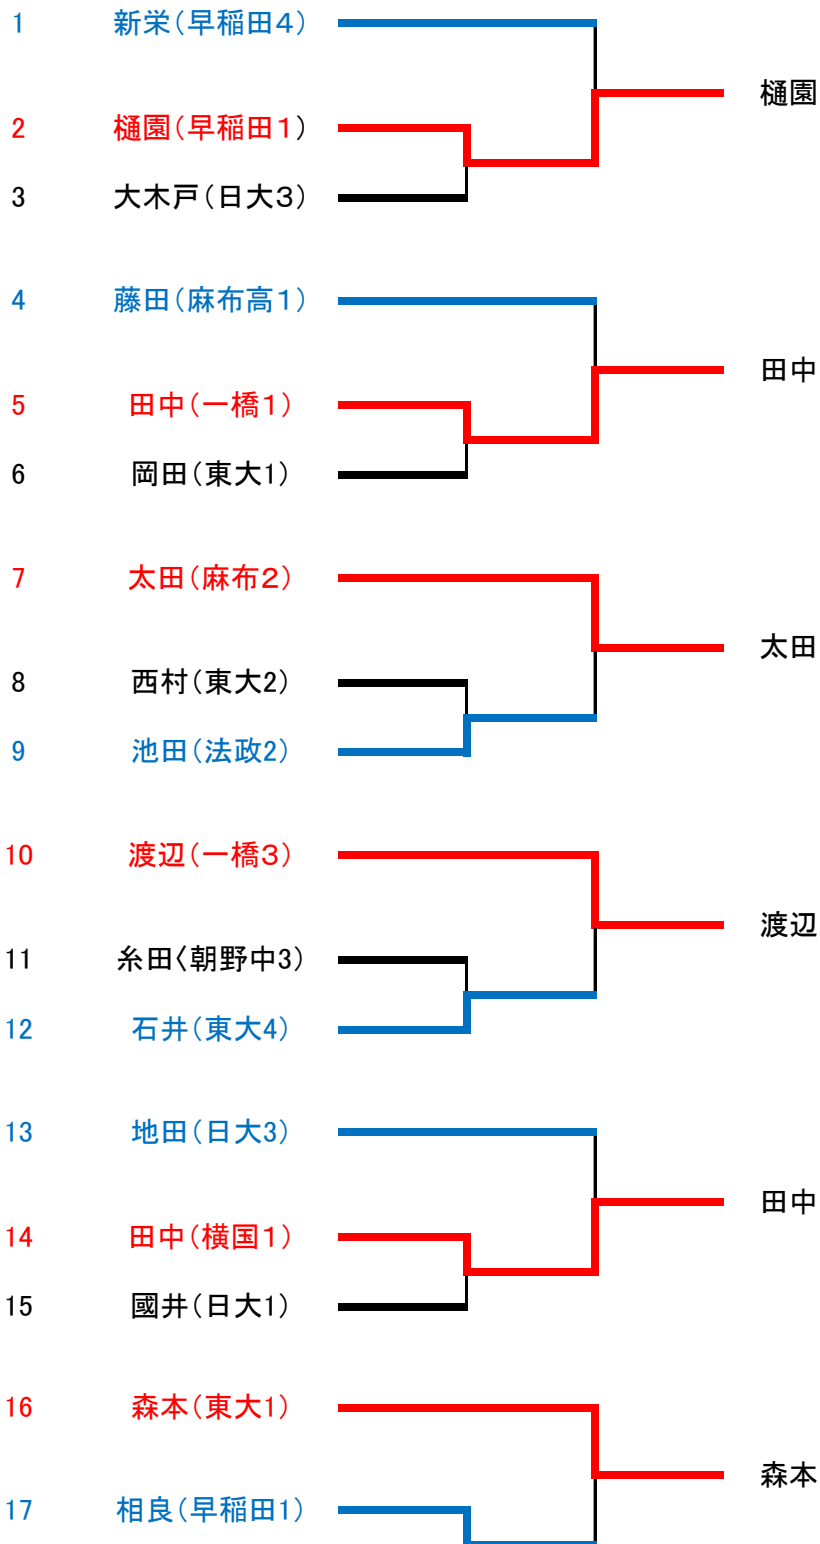 1 新栄(早稲田4)
樋園
2 樋園(早稲田1)
3 大木戸(日大3)
4 藤田(麻布高1)
田中
5 田中(一橋1)
6 岡田(東大1)
7 太田(麻布2)
太田
8 西村(東大2)
9 池田(法政2)
10 渡辺(一橋3)
渡辺
11 糸田〈朝野中3)
12 石井(東大4)
13 地田(日大3)
田中
14 田中(横国1)
15 國井(日大1)
16 森本(東大1)
森本
17 相良(早稲田1)